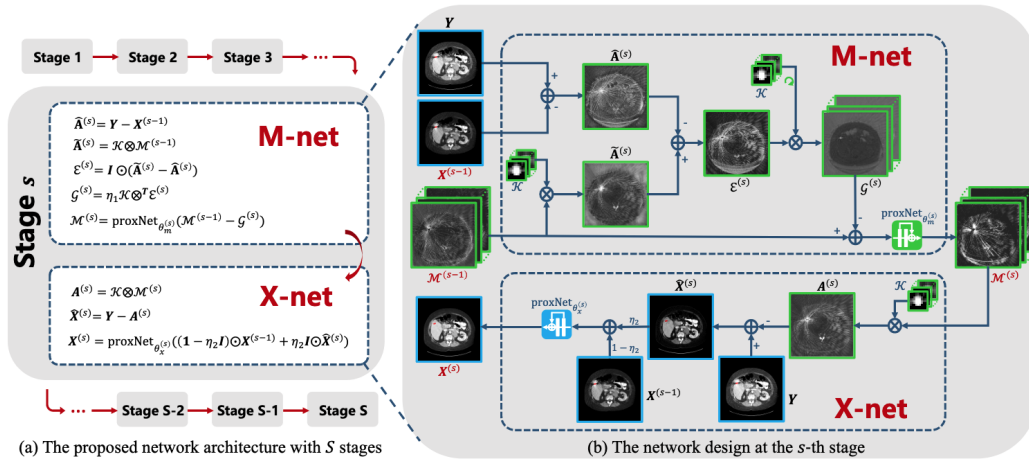 Stage 1
Stage 2
Stage 3
...
Stage s
M-net
Â⁽ˢ⁾= Y − X⁽ˢ⁻¹⁾
Ã⁽ˢ⁾ = 𝒦⊗ℳ⁽ˢ⁻¹⁾
ℰ⁽ˢ⁾= I ⊙(Ã⁽ˢ⁾ − Â⁽ˢ⁾)
𝒢⁽ˢ⁾= η₁𝒦⊗ᵀℰ⁽ˢ⁾
ℳ⁽ˢ⁾= proxNet_θₘ⁽ˢ⁾(ℳ⁽ˢ⁻¹⁾ − 𝒢⁽ˢ⁾)
X-net
A⁽ˢ⁾ = 𝒦⊗ℳ⁽ˢ⁾
X̂⁽ˢ⁾= Y − A⁽ˢ⁾
X⁽ˢ⁾= proxNet_θₓ⁽ˢ⁾((1 − η₂I)⊙X⁽ˢ⁻¹⁾ + η₂I⊙X̂⁽ˢ⁾)
...
Stage S-2
Stage S-1
Stage S
(a) The proposed network architecture with S stages
Y
M-net
Â⁽ˢ⁾
+
-
𝒦
-
+
X⁽ˢ⁻¹⁾
𝒦
Ã⁽ˢ⁾
ℰ⁽ˢ⁾
𝒢⁽ˢ⁾
-
+
proxNet_θₘ⁽ˢ⁾
ℳ⁽ˢ⁻¹⁾
ℳ⁽ˢ⁾
proxNet_θₓ⁽ˢ⁾
X̂⁽ˢ⁾
A⁽ˢ⁾
𝒦
η₂
1 − η₂
-
+
X⁽ˢ⁾
X⁽ˢ⁻¹⁾
Y
X-net
(b) The network design at the s-th stage